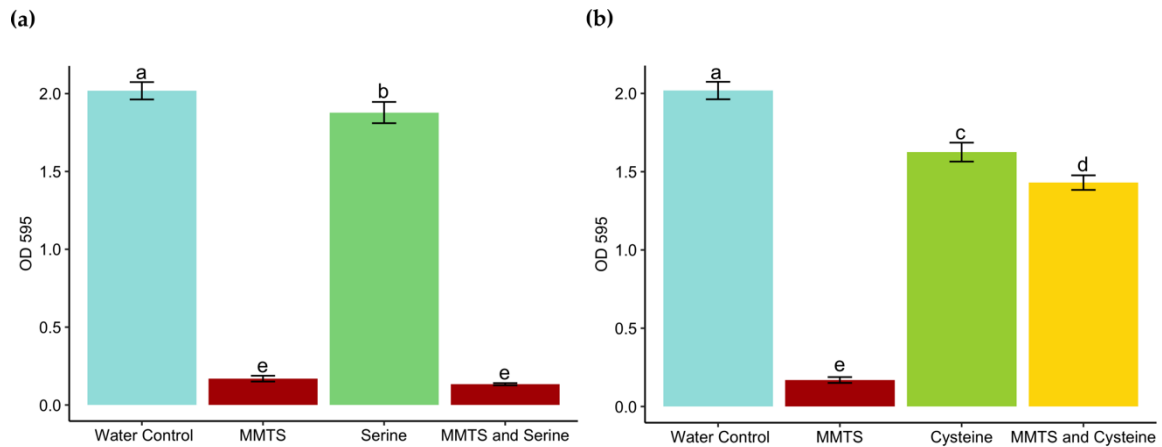 (a)
a
b
e
e
2.0
1.5
1.0
0.5
0.0
OD 595
Water Control MMTS Serine MMTS and Serine
(b)
a
c
d
e
2.0
1.5
1.0
0.5
0.0
OD 595
Water Control MMTS Cysteine MMTS and Cysteine